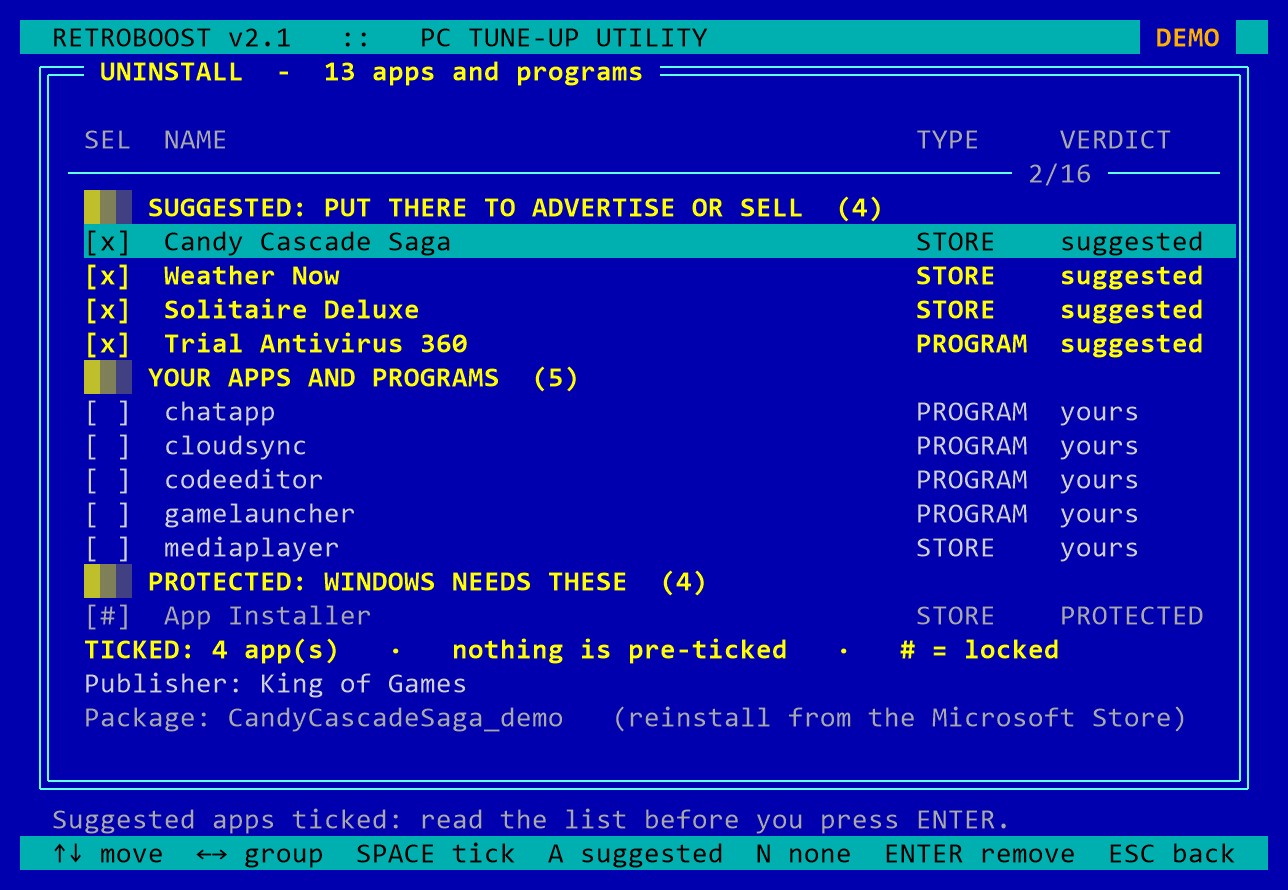 RETROBOOST v2.1 :: PC TUNE-UP UTILITY DEMO
UNINSTALL - 13 apps and programs
SEL NAME TYPE VERDICT
2/16
SUGGESTED: PUT THERE TO ADVERTISE OR SELL (4)
[x] Candy Cascade Saga STORE suggested
[x] Weather Now STORE suggested
[x] Solitaire Deluxe STORE suggested
[x] Trial Antivirus 360 PROGRAM suggested
YOUR APPS AND PROGRAMS (5)
[ ] chatapp PROGRAM yours
[ ] cloudsync PROGRAM yours
[ ] codeeditor PROGRAM yours
[ ] gamelauncher PROGRAM yours
[ ] mediaplayer STORE yours
PROTECTED: WINDOWS NEEDS THESE (4)
[#] App Installer STORE PROTECTED
TICKED: 4 app(s) · nothing is pre-ticked · # = locked
Publisher: King of Games
Package: CandyCascadeSaga_demo (reinstall from the Microsoft Store)
Suggested apps ticked: read the list before you press ENTER.
↑↓ move ←→ group SPACE tick A suggested N none ENTER remove ESC back